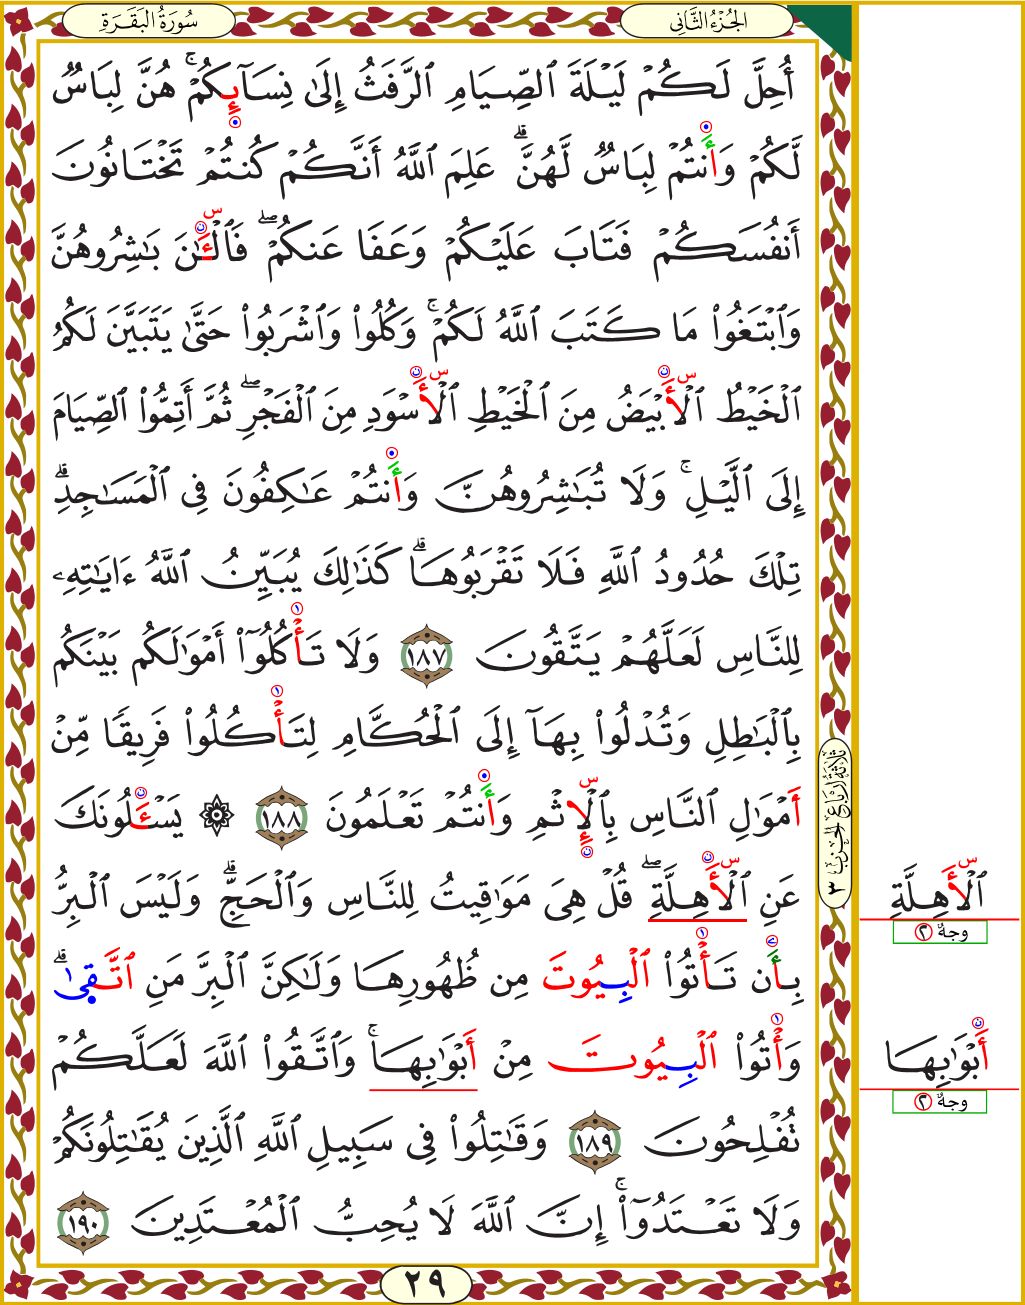 الجُزْءُ الثَّانِي
سُورَةُ البَقَرَةِ
أُحِلَّ لَكُمۡ لَيۡلَةَ ٱلصِّيَامِ ٱلرَّفَثُ إِلَىٰ نِسَآئِكُمۡۚ هُنَّ لِبَاسٞ
لَّكُمۡ وَأَنتُمۡ لِبَاسٞ لَّهُنَّۗ عَلِمَ ٱللَّهُ أَنَّكُمۡ كُنتُمۡ تَخۡتَانُونَ
أَنفُسَكُمۡ فَتَابَ عَلَيۡكُمۡ وَعَفَا عَنكُمۡۖ فَٱلۡـَٰٔنَ بَٰشِرُوهُنَّ
وَٱبۡتَغُواْ مَا كَتَبَ ٱللَّهُ لَكُمۡۚ وَكُلُواْ وَٱشۡرَبُواْ حَتَّىٰ يَتَبَيَّنَ لَكُمُ
ٱلۡخَيۡطُ ٱلۡأَبۡيَضُ مِنَ ٱلۡخَيۡطِ ٱلۡأَسۡوَدِ مِنَ ٱلۡفَجۡرِۖ ثُمَّ أَتِمُّواْ ٱلصِّيَامَ
إِلَى ٱلَّيۡلِۚ وَلَا تُبَٰشِرُوهُنَّ وَأَنتُمۡ عَٰكِفُونَ فِي ٱلۡمَسَٰجِدِۗ
تِلۡكَ حُدُودُ ٱللَّهِ فَلَا تَقۡرَبُوهَاۗ كَذَٰلِكَ يُبَيِّنُ ٱللَّهُ ءَايَٰتِهِۦ
لِلنَّاسِ لَعَلَّهُمۡ يَتَّقُونَ ١٨٧ وَلَا تَأۡكُلُوٓاْ أَمۡوَٰلَكُم بَيۡنَكُم
بِٱلۡبَٰطِلِ وَتُدۡلُواْ بِهَآ إِلَى ٱلۡحُكَّامِ لِتَأۡكُلُواْ فَرِيقٗا مِّنۡ
أَمۡوَٰلِ ٱلنَّاسِ بِٱلۡإِثۡمِ وَأَنتُمۡ تَعۡلَمُونَ ١٨٨ ۞ يَسۡـَٔلُونَكَ
عَنِ ٱلۡأَهِلَّةِۖ قُلۡ هِيَ مَوَٰقِيتُ لِلنَّاسِ وَٱلۡحَجِّۗ وَلَيۡسَ ٱلۡبِرُّ
بِأَن تَأۡتُواْ ٱلۡبِيُوتَ مِن ظُهُورِهَا وَلَٰكِنَّ ٱلۡبِرَّ مَنِ ٱتَّقَىٰۗ
وَأۡتُواْ ٱلۡبِيُوتَ مِنۡ أَبۡوَٰبِهَاۚ وَٱتَّقُواْ ٱللَّهَ لَعَلَّكُمۡ
تُفۡلِحُونَ ١٨٩ وَقَٰتِلُواْ فِي سَبِيلِ ٱللَّهِ ٱلَّذِينَ يُقَٰتِلُونَكُمۡ
وَلَا تَعۡتَدُوٓاْۚ إِنَّ ٱللَّهَ لَا يُحِبُّ ٱلۡمُعۡتَدِينَ ١٩٠
ثَلَاثَةُ أَرْبَاعِ الحِزْبِ ٣
ٱلۡأَهِلَّةِ
وجهٌ ٢
أَبۡوَٰبِهَا
وجهٌ ٢
٢٩